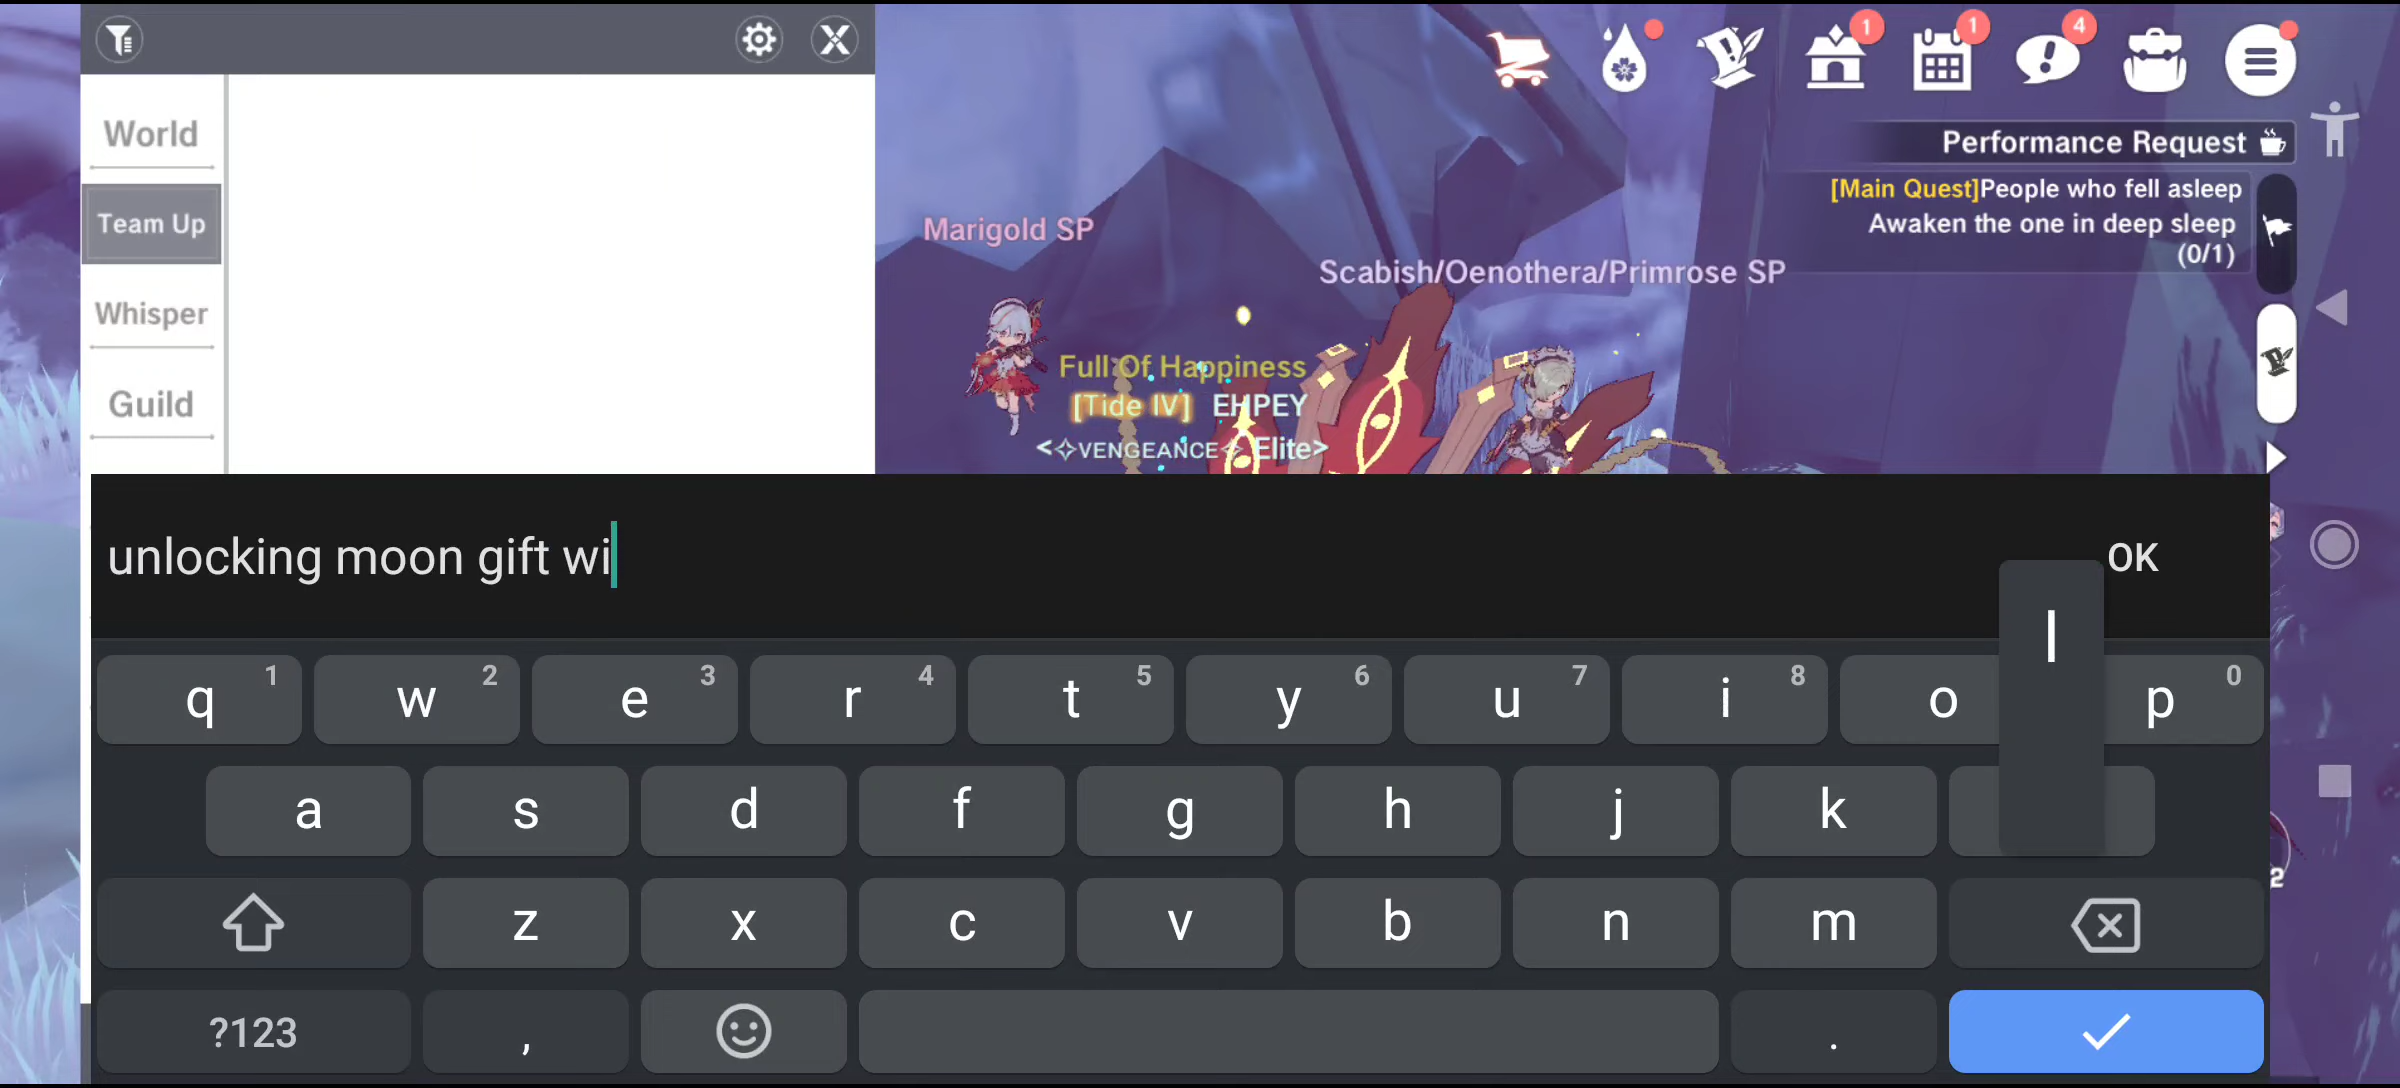 1
1
4
World
Team Up
Whisper
Guild
Performance Request
[Main Quest]People who fell asleep
Awaken the one in deep sleep
(0/1)
Marigold SP
Scabish/Oenothera/Primrose SP
Full Of Happiness
[Tide IV] EHPEY
<✧VENGEANCE✧ Elite>
unlocking moon gift wi
OK
l
q 1 w 2 e 3 r 4 t 5 y 6 u 7 i 8 o p 0
a s d f g h j k
z x c v b n m
2
?123 , .